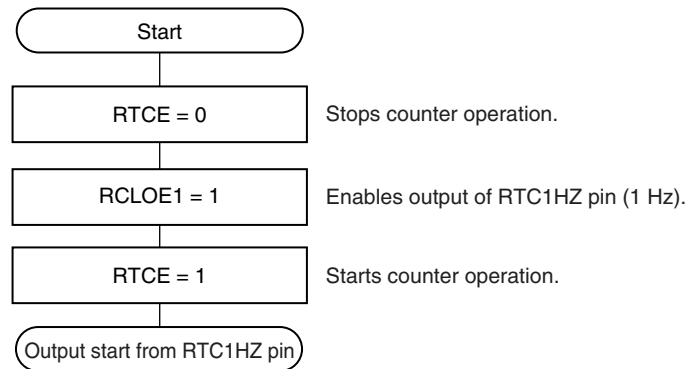 Start
RTCE = 0
Stops counter operation.
RCLOE1 = 1
Enables output of RTC1HZ pin (1 Hz).
RTCE = 1
Starts counter operation.
Output start from RTC1HZ pin